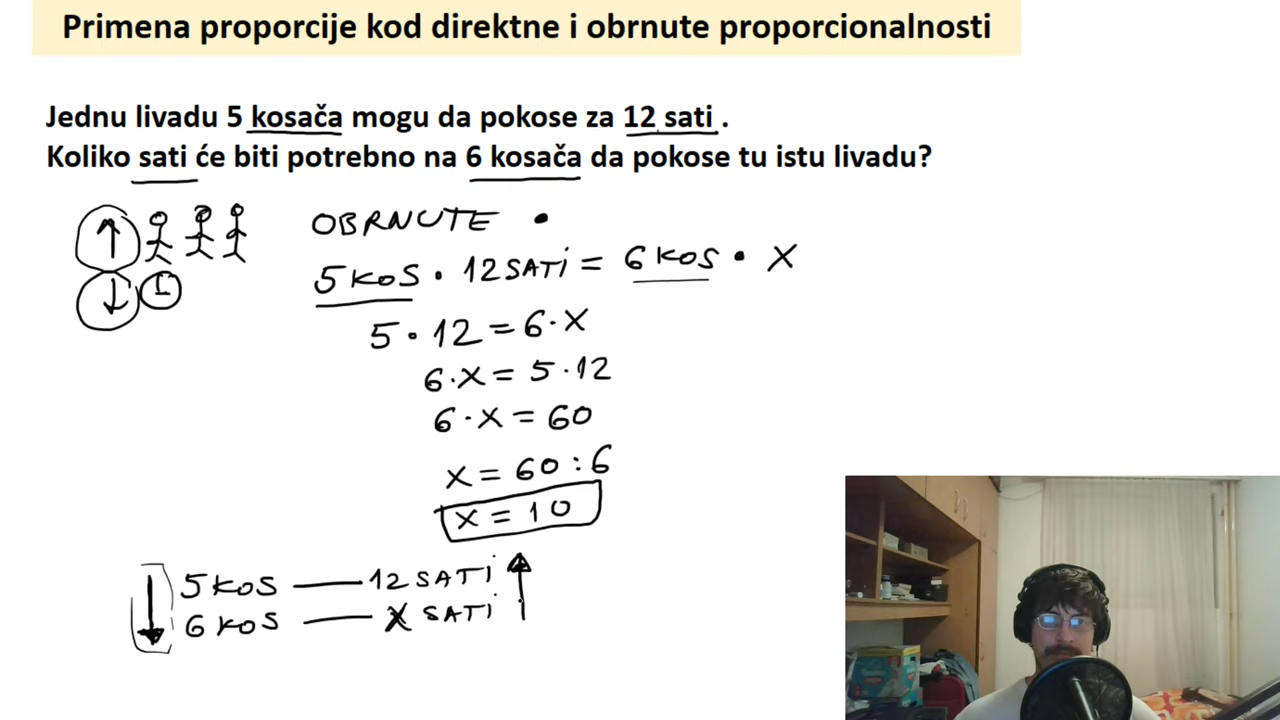 Primena proporcije kod direktne i obrnute proporcionalnosti
Jednu livadu 5 kosača mogu da pokose za 12 sati .
Koliko sati će biti potrebno na 6 kosača da pokose tu istu livadu?
OBRNUTE •
5 KOS · 12 SATI = 6 KOS · X
5 · 12 = 6 · X
6 · X = 5 · 12
6 · X = 60
X = 60 : 6
X = 10
5 KOS — 12 SATI
6 KOS — X SATI